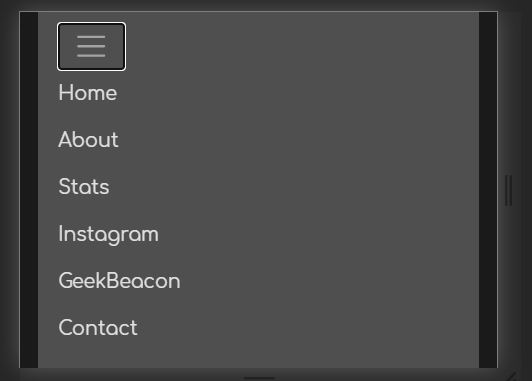 Home
About
Stats
Instagram
GeekBeacon
Contact